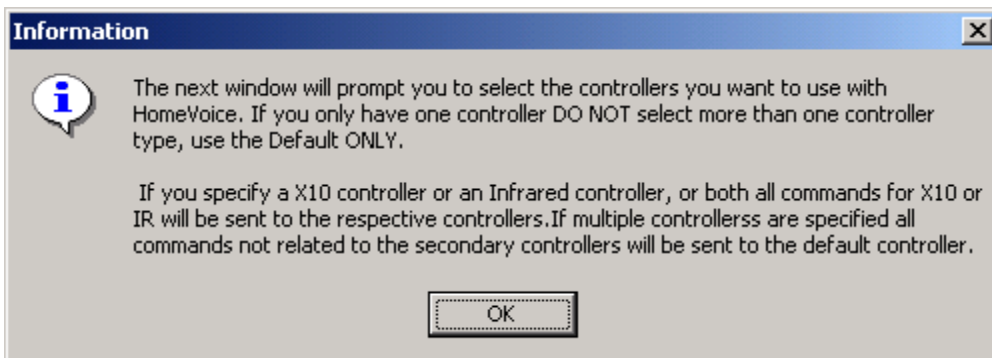 Information
The next window will prompt you to select the controllers you want to use with
HomeVoice. If you only have one controller DO NOT select more than one controller
type, use the Default ONLY.
If you specify a X10 controller or an Infrared controller, or both all commands for X10 or
IR will be sent to the respective controllers.If multiple controllerss are specified all
commands not related to the secondary controllers will be sent to the default controller.
OK